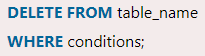 DELETE FROM table_name
WHERE conditions;